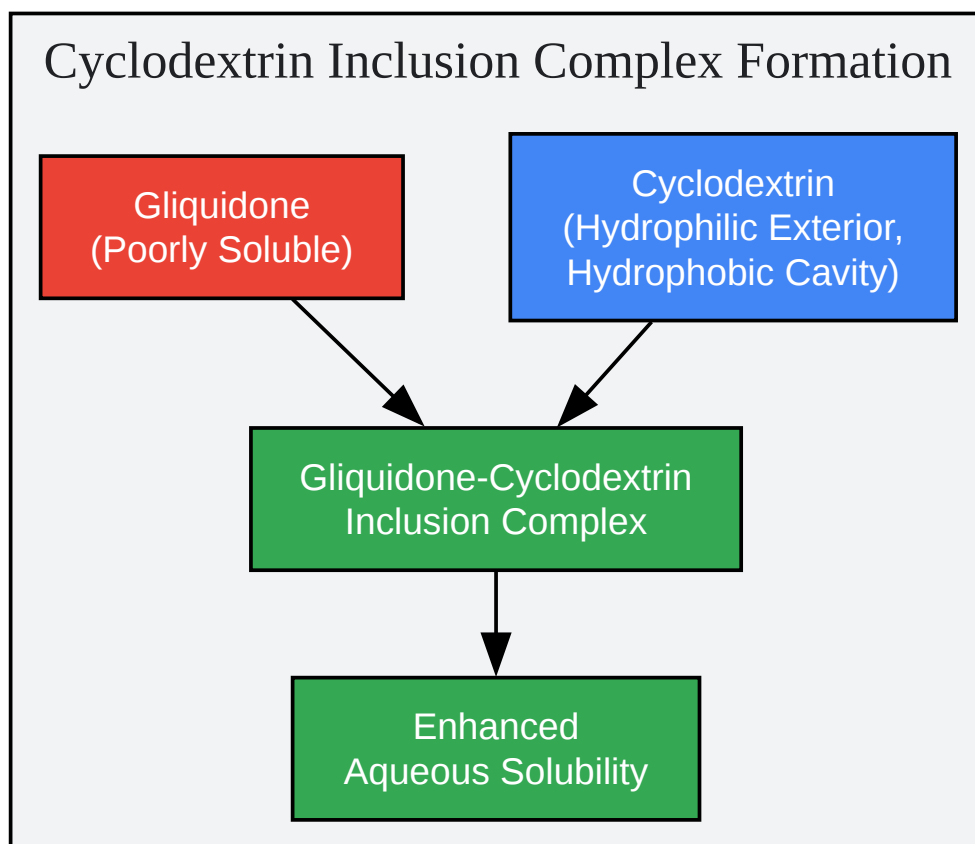 Cyclodextrin Inclusion Complex Formation
Gliquidone
(Poorly Soluble)
Cyclodextrin
(Hydrophilic Exterior,
Hydrophobic Cavity)
Gliquidone-Cyclodextrin
Inclusion Complex
Enhanced
Aqueous Solubility